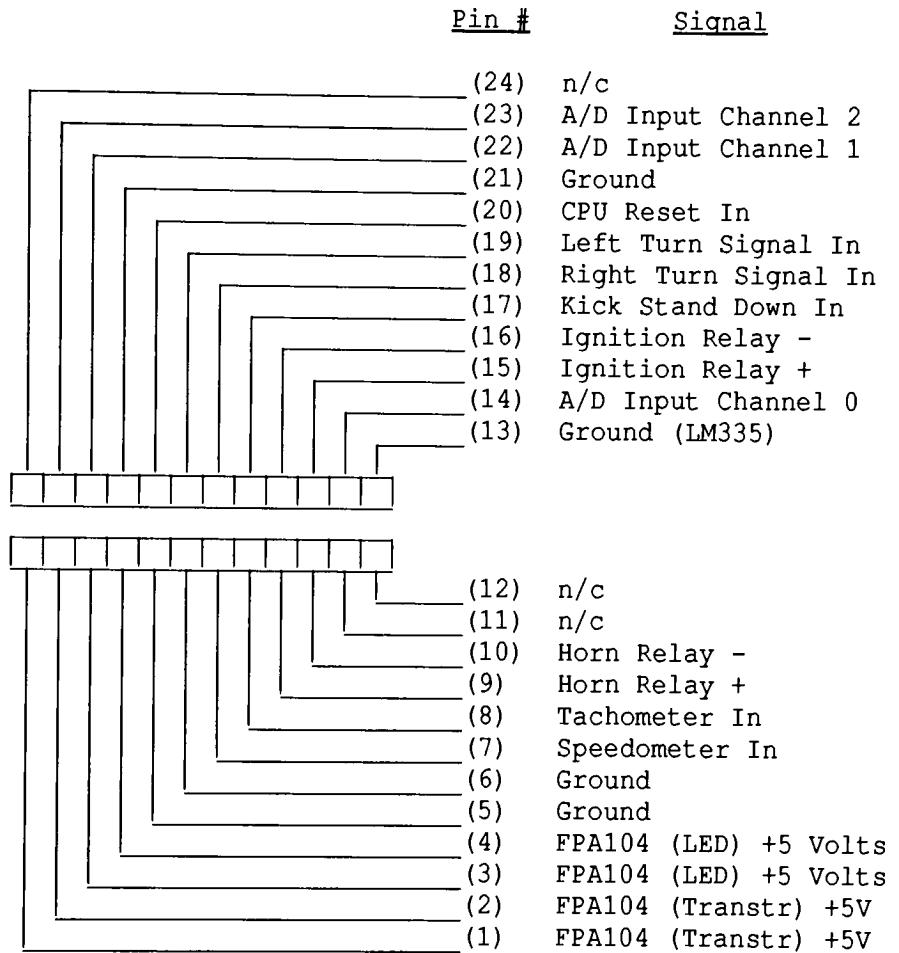 Pin # Signal
(24) n/c
(23) A/D Input Channel 2
(22) A/D Input Channel 1
(21) Ground
(20) CPU Reset In
(19) Left Turn Signal In
(18) Right Turn Signal In
(17) Kick Stand Down In
(16) Ignition Relay -
(15) Ignition Relay +
(14) A/D Input Channel 0
(13) Ground (LM335)
(12) n/c
(11) n/c
(10) Horn Relay -
(9) Horn Relay +
(8) Tachometer In
(7) Speedometer In
(6) Ground
(5) Ground
(4) FPA104 (LED) +5 Volts
(3) FPA104 (LED) +5 Volts
(2) FPA104 (Transtr) +5V
(1) FPA104 (Transtr) +5V